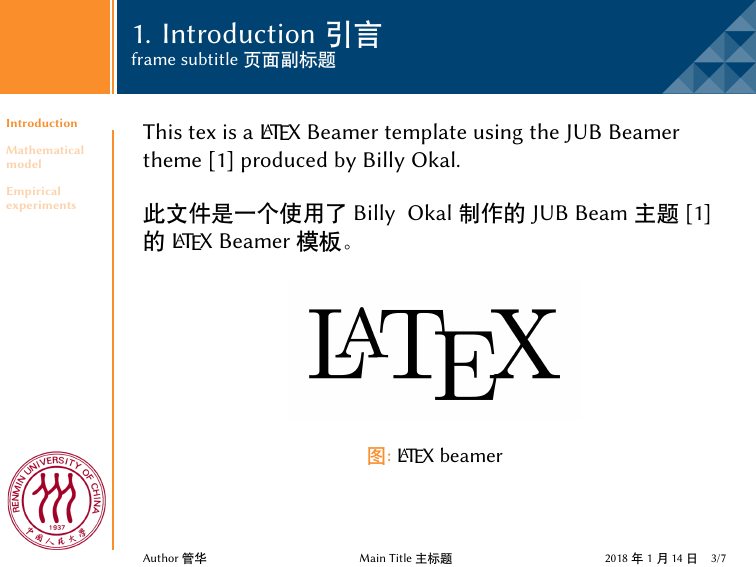 1. Introduction 引言
frame subtitle 页面副标题
Introduction
Mathematical
model
Empirical
experiments
This tex is a LATEX Beamer template using the JUB Beamer
theme [1] produced by Billy Okal.
此文件是一个使用了 Billy Okal 制作的 JUB Beam 主题 [1]
的 LATEX Beamer 模板。
LATEX
图: LATEX beamer
RENMIN UNIVERSITY OF CHINA
1937
中国人民大学
Author 管华
Main Title 主标题
2018 年 1 月 14 日
3/7